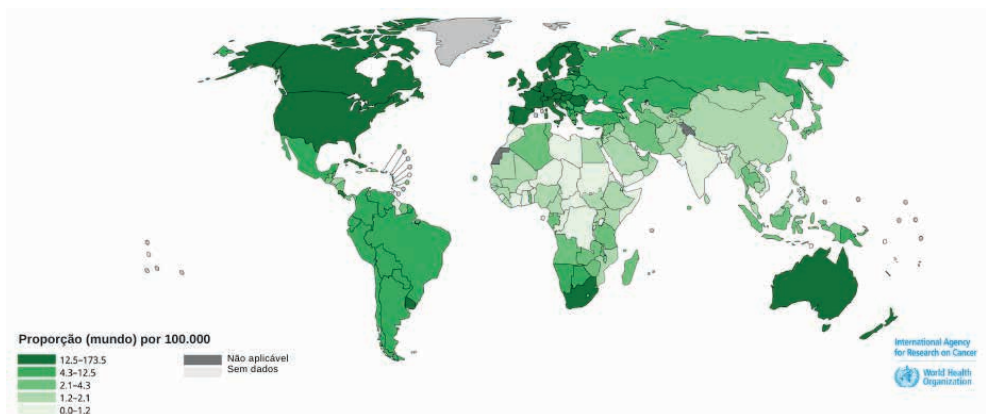 Proporção (mundo) por 100.000
12.5–173.5
4.3–12.5
2.1–4.3
1.2–2.1
0.0–1.2
Não aplicável
Sem dados
International Agency
for Research on Cancer
World Health
Organization